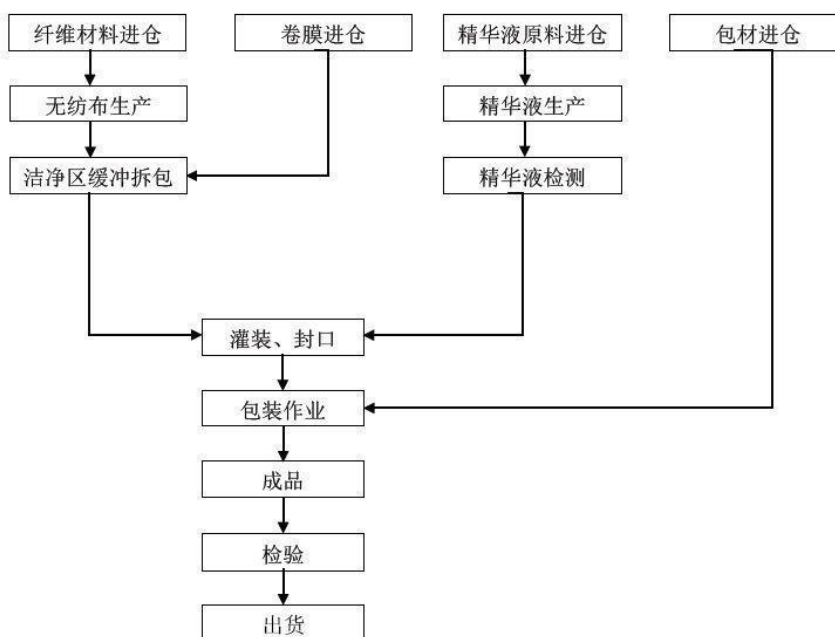 纤维材料进仓
卷膜进仓
精华液原料进仓
包材进仓
无纺布生产
精华液生产
洁净区缓冲拆包
精华液检测
灌装、封口
包装作业
成品
检验
出货